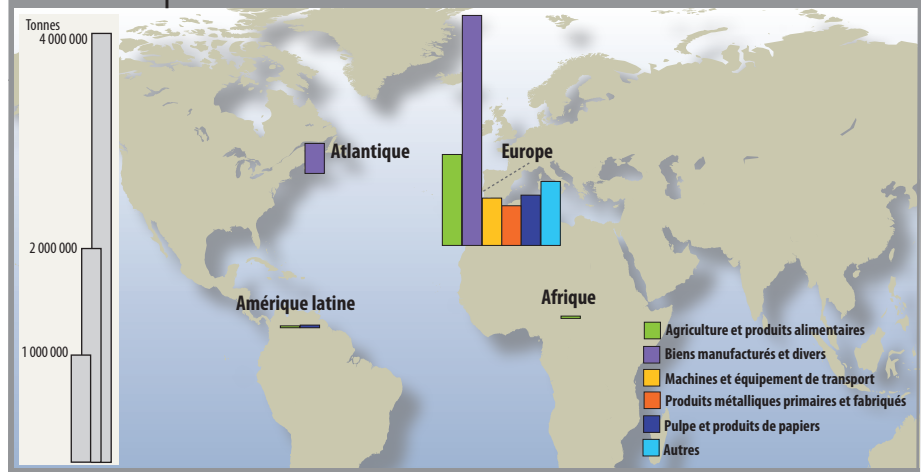 Tonnes
4 000 000
2 000 000
1 000 000
Atlantique
Europe
Amérique latine
Afrique
Agriculture et produits alimentaires
Biens manufacturés et divers
Machines et équipement de transport
Produits métalliques primaires et fabriqués
Pulpe et produits de papiers
Autres